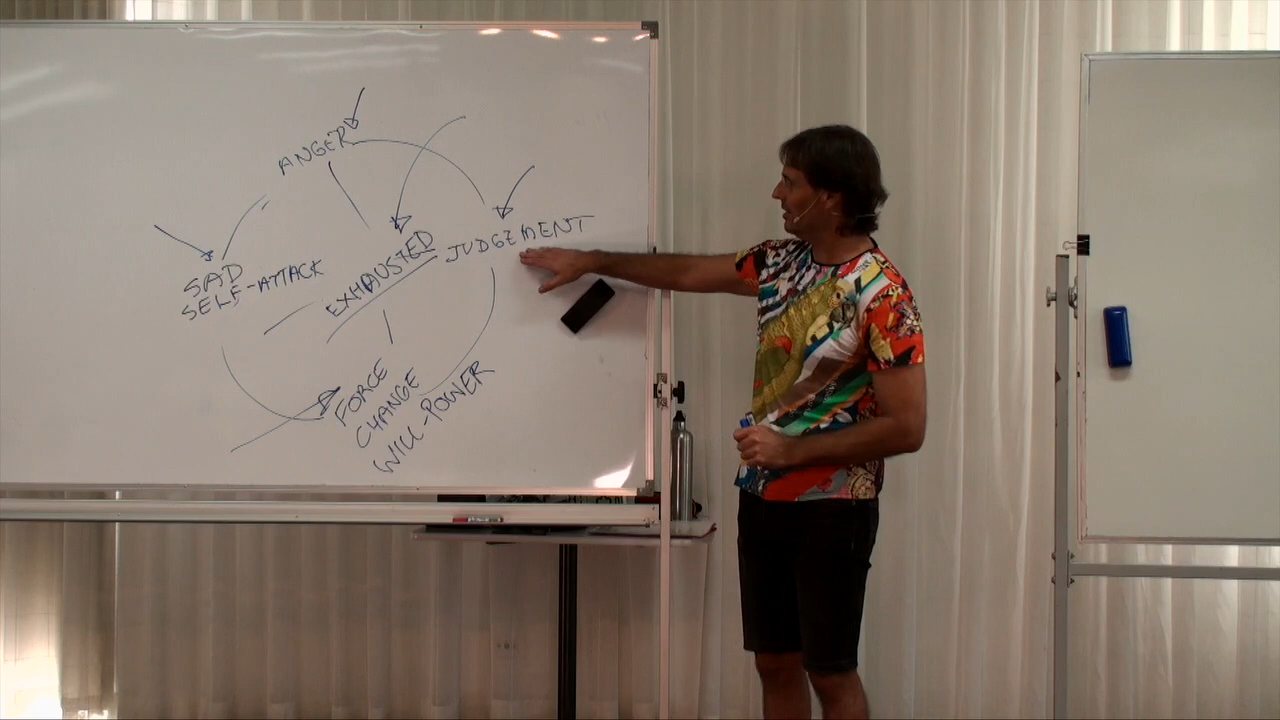 ANGER
JUDGEMENT
EXHAUSTED
SAD
SELF-ATTACK
FORCE
CHANGE
WILL-POWER